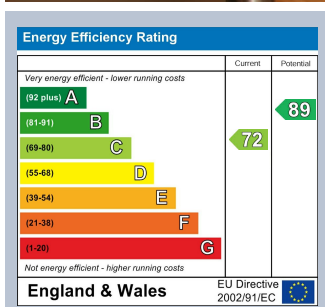 Energy Efficiency Rating
Current Potential
Very energy efficient - lower running costs
(92 plus) A
(81-91) B
(69-80) C
(55-68) D
(39-54) E
(21-38) F
(1-20) G
72
89
Not energy efficient - higher running costs
England & Wales
EU Directive
2002/91/EC